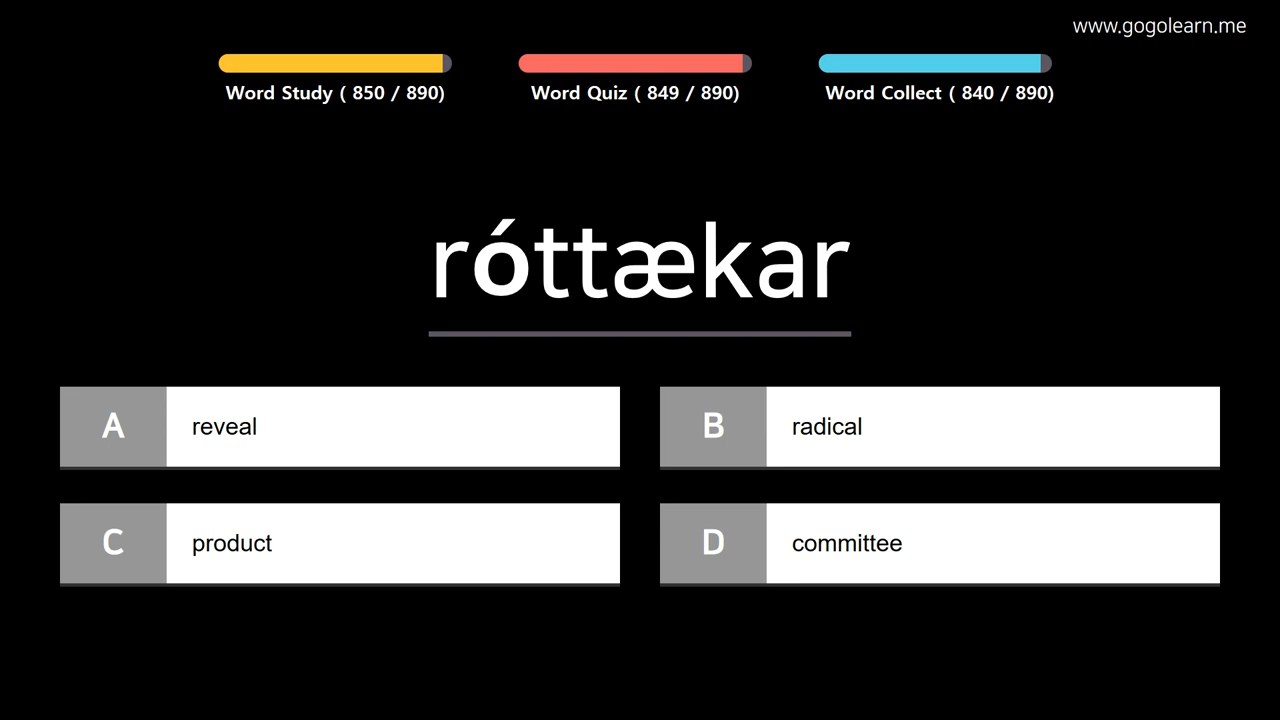 www.gogolearn.me
Word Study ( 850 / 890)
Word Quiz ( 849 / 890)
Word Collect ( 840 / 890)
róttækar
A reveal
B radical
C product
D committee